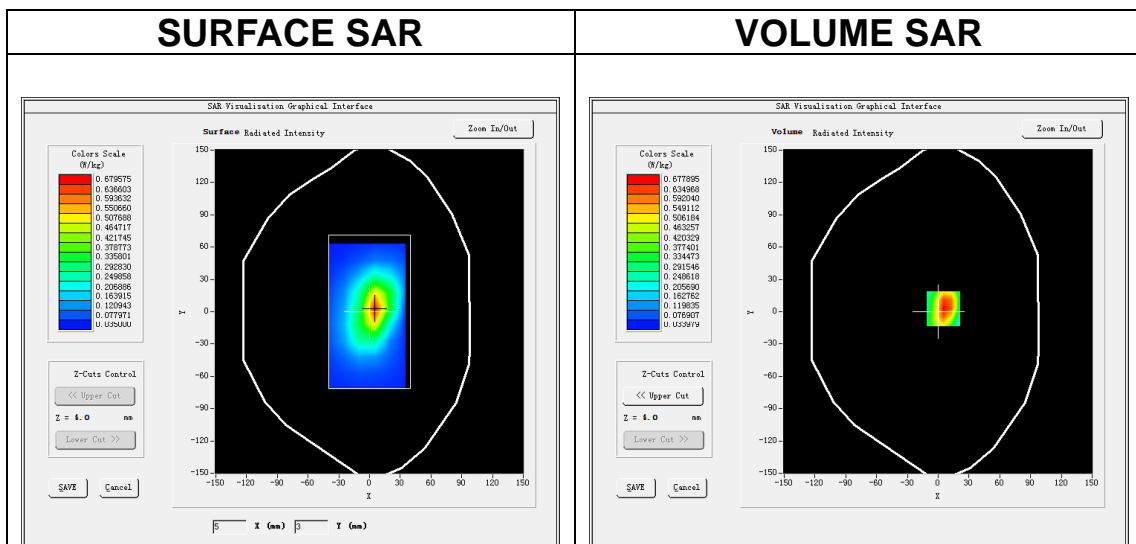 SURFACE SAR
VOLUME SAR
SAR Visualisation Graphical Interface
Surface Radiated Intensity
Zoom In/Out
Colors Scale
(W/kg)
0.679575
0.636603
0.593632
0.550660
0.507688
0.464717
0.421745
0.378773
0.335801
0.292830
0.249858
0.206886
0.163915
0.120943
0.077971
0.035000
150
120
90
60
30
0
-30
-60
-90
-120
-150
Y
-150 -120 -90 -60 -30 0 30 60 90 120 150
X
Z-Cuts Control
<< Upper Cut
Z = 4.0 mm
Lower Cut >>
SAVE Cancel
5 X (mm) 3 Y (mm)
SAR Visualisation Graphical Interface
Volume Radiated Intensity
Zoom In/Out
Colors Scale
(W/kg)
0.677895
0.634968
0.592040
0.549112
0.506184
0.463257
0.420329
0.377401
0.334473
0.291546
0.248618
0.205690
0.162762
0.119835
0.076907
0.033979
150
120
90
60
30
0
-30
-60
-90
-120
-150
Y
-150 -120 -90 -60 -30 0 30 60 90 120 150
X
Z-Cuts Control
<< Upper Cut
Z = 4.0 mm
Lower Cut >>
SAVE Cancel